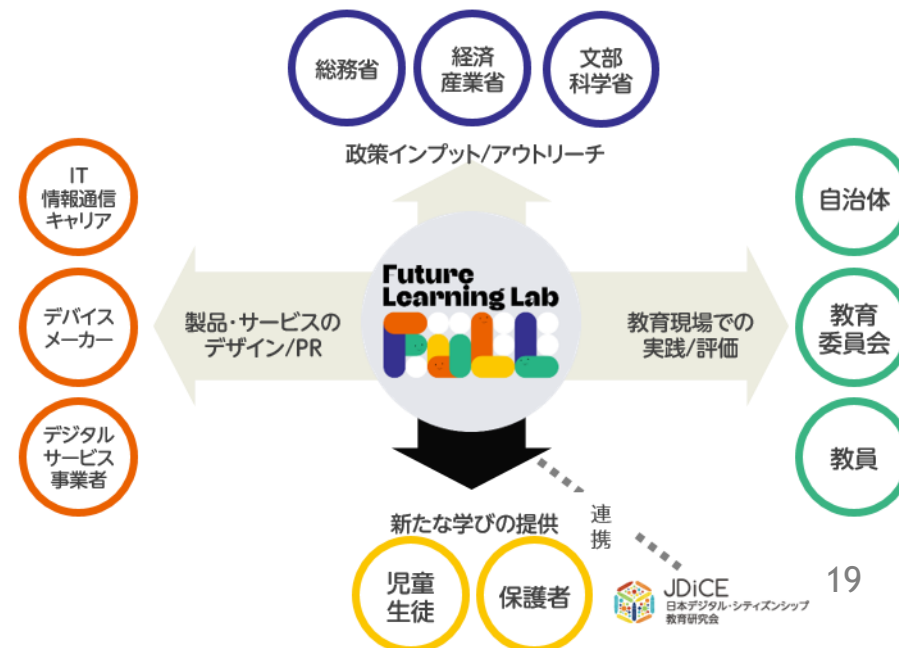 総務省
経済
産業省
文部
科学省
政策インプット/アウトリーチ
IT
情報通信
キャリア
デバイス
メーカー
デジタル
サービス
事業者
製品・サービスの
デザイン/PR
Future
Learning Lab
FuLL
教育現場での
実践/評価
自治体
教育
委員会
教員
新たな学びの提供
児童
生徒
保護者
連
携
JDiCE
日本デジタル・シティズンシップ
教育研究会
19